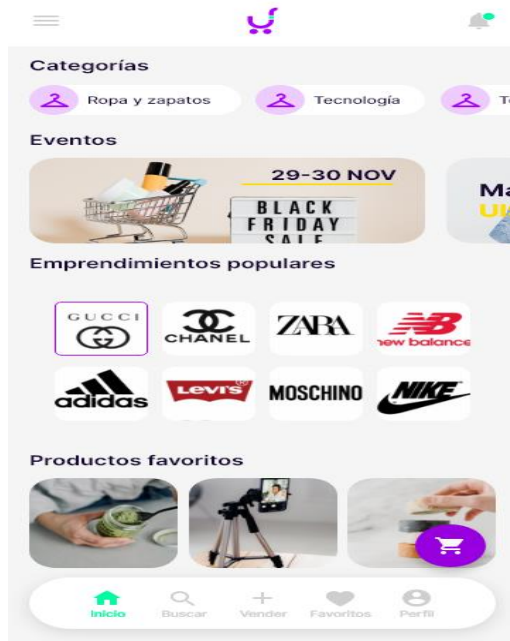 Categorías
Ropa y zapatos
Tecnología
Eventos
29-30 NOV
BLACK
FRIDAY
SALE
Emprendimientos populares
GUCCI
CHANEL
ZARA
new balance
adidas
Levi's
MOSCHINO
NIKE
Productos favoritos
Inicio
Buscar
Vender
Favoritos
Perfil